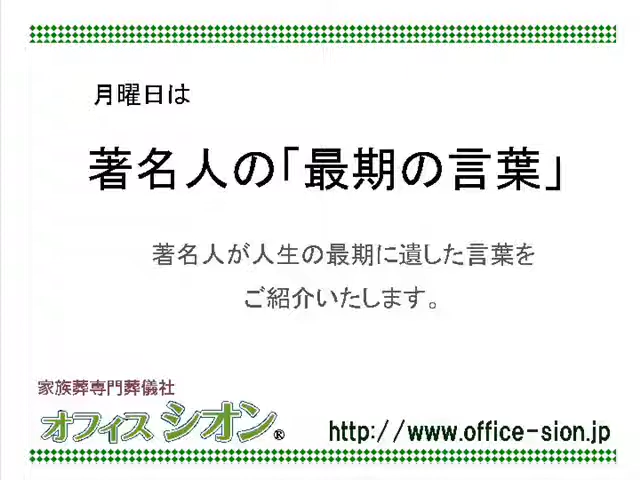 月曜日は
著名人の「最期の言葉」
著名人が人生の最期に遺した言葉を
ご紹介いたします。
家族葬専門葬儀社
オフィスシオン®
http://www.office-sion.jp